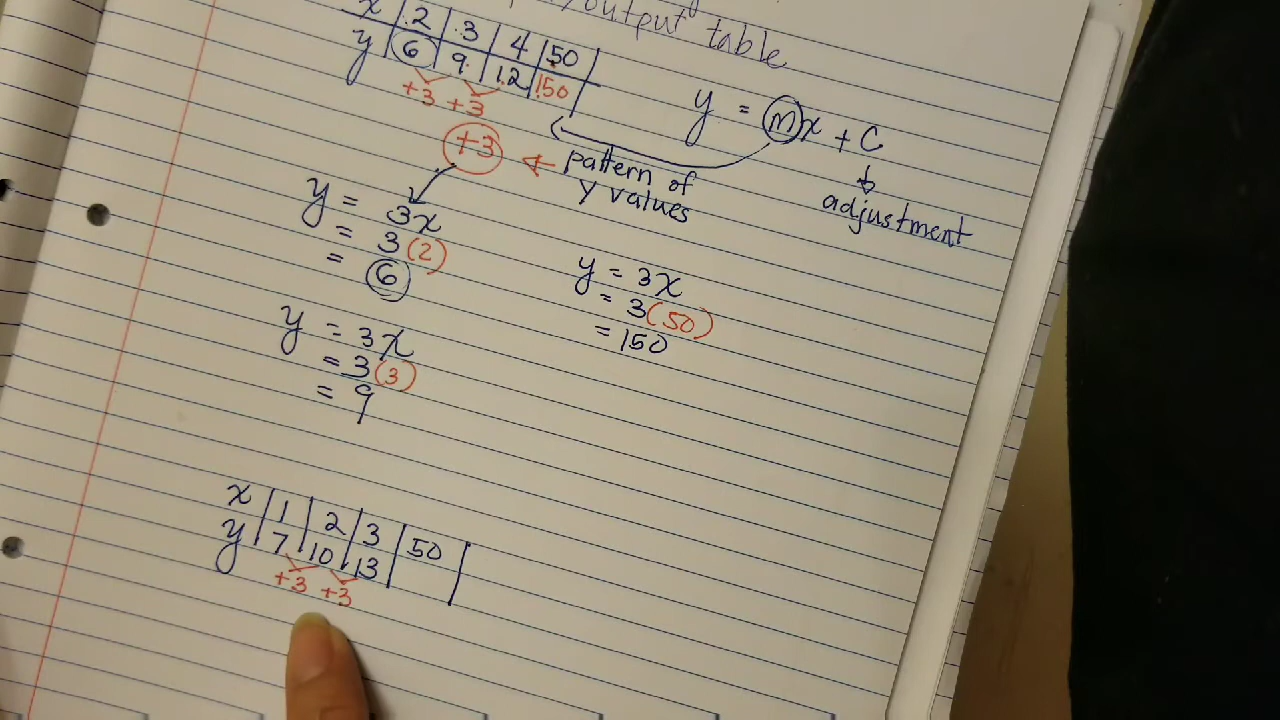 output table
x | 2 | 3 | 4 | 50
y | 6 | 9 | 12 | 150
+3 +3
+3
y = mx + C
pattern of
y values
adjustment
y = 3x
= 3(2)
= 6
y = 3x
= 3(50)
= 150
y = 3x
= 3(3)
= 9
x | 1 | 2 | 3 | 50
y | 7 | 10 | 13 |
+3 +3